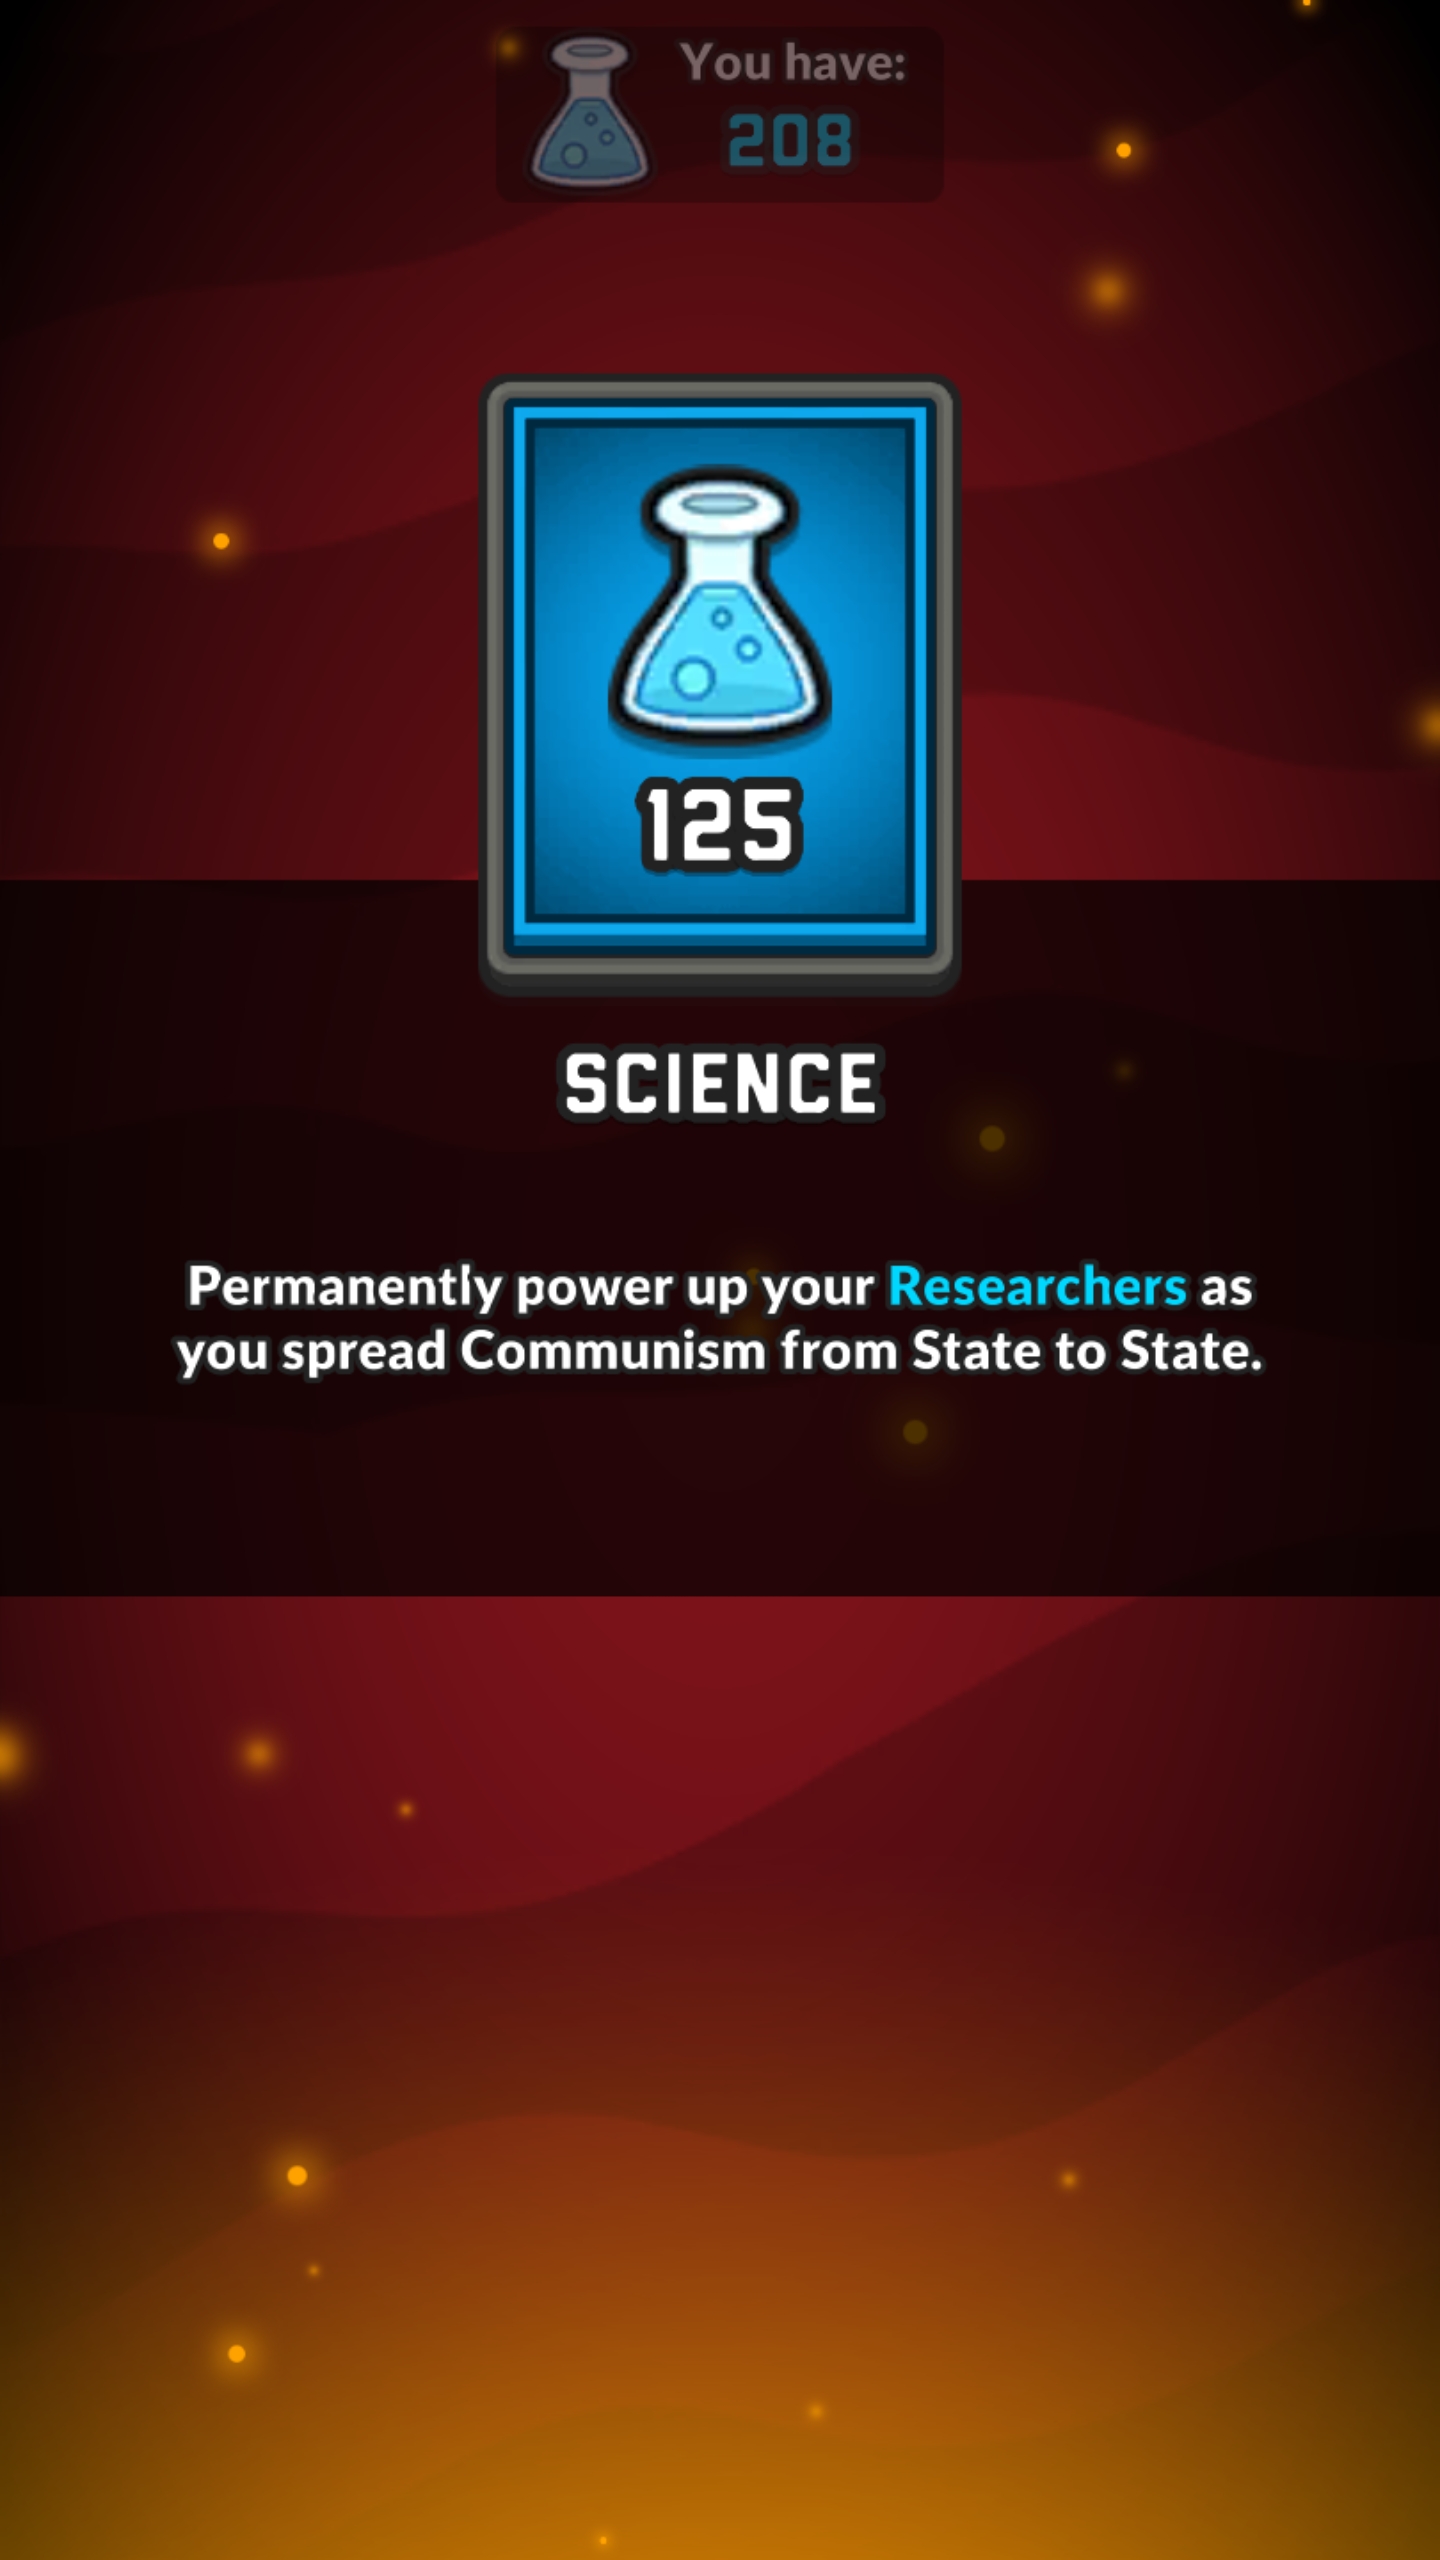 You have:
208
125
SCIENCE
Permanently power up your Researchers as
you spread Communism from State to State.